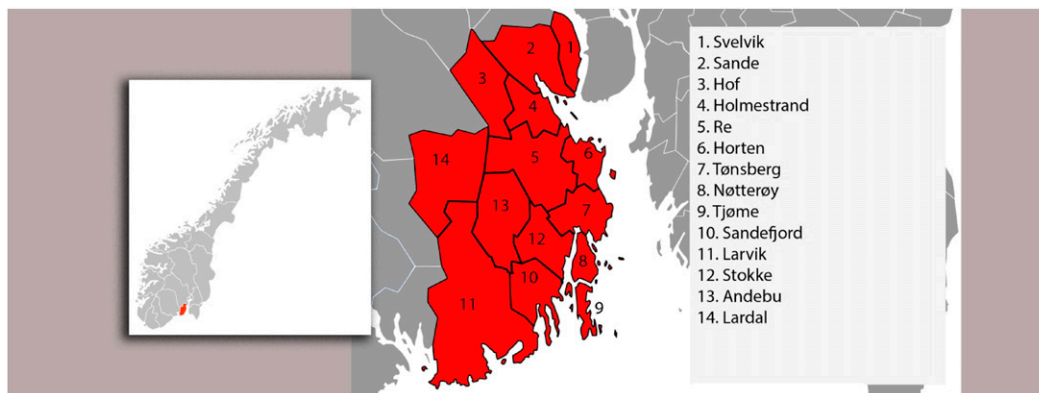 1. Svelvik
2. Sande
3. Hof
4. Holmestrand
5. Re
6. Horten
7. Tønsberg
8. Nøtterøy
9. Tjøme
10. Sandefjord
11. Larvik
12. Stokke
13. Andebu
14. Lardal
1
2
3
4
14
5
6
13
7
12
8
10
11
9